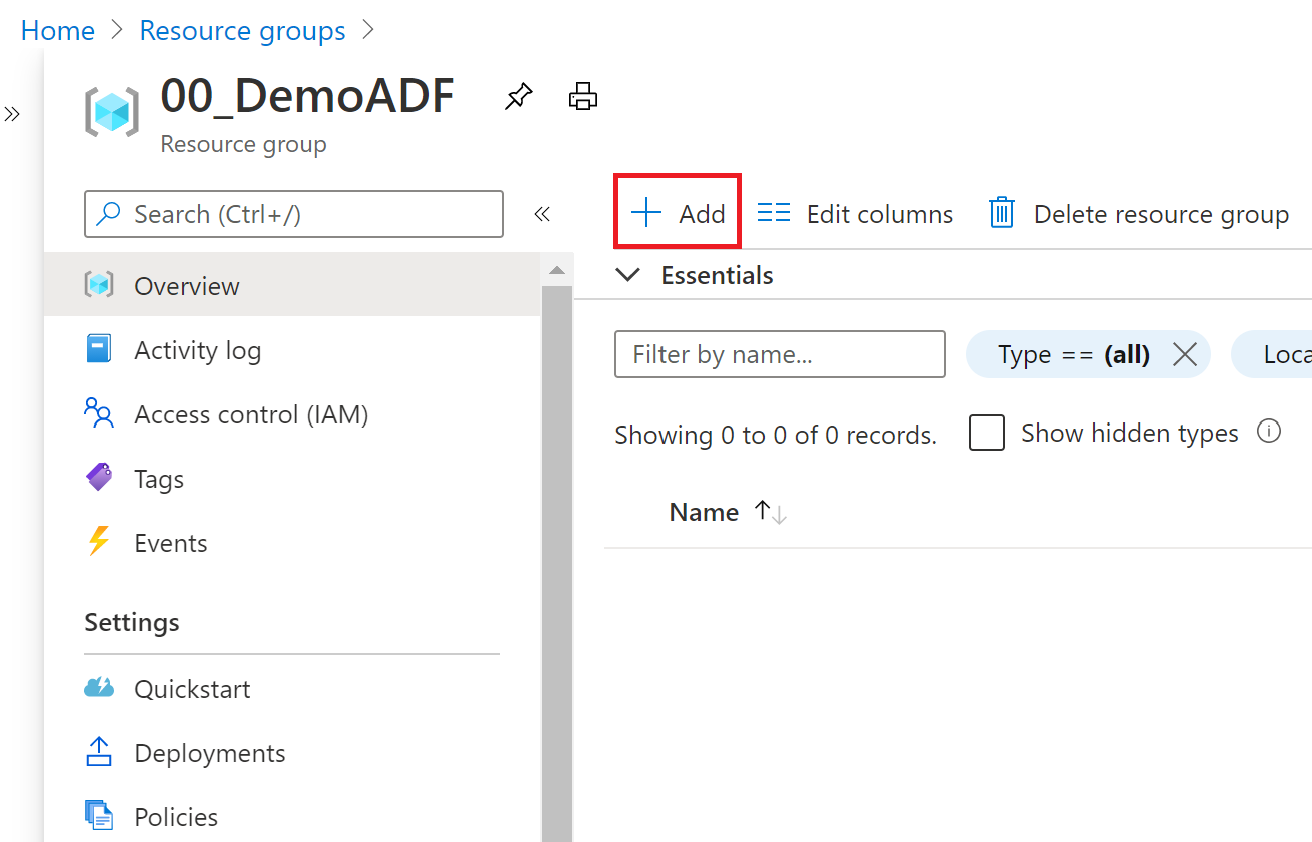 Home > Resource groups >
»
00_DemoADF
Resource group
Search (Ctrl+/)
«
Overview
Activity log
Access control (IAM)
Tags
Events
Settings
Quickstart
Deployments
Policies
+ Add
Edit columns
Delete resource group
Essentials
Filter by name...
Type == (all)
Loca
Showing 0 to 0 of 0 records.
Show hidden types
Name ↑↓